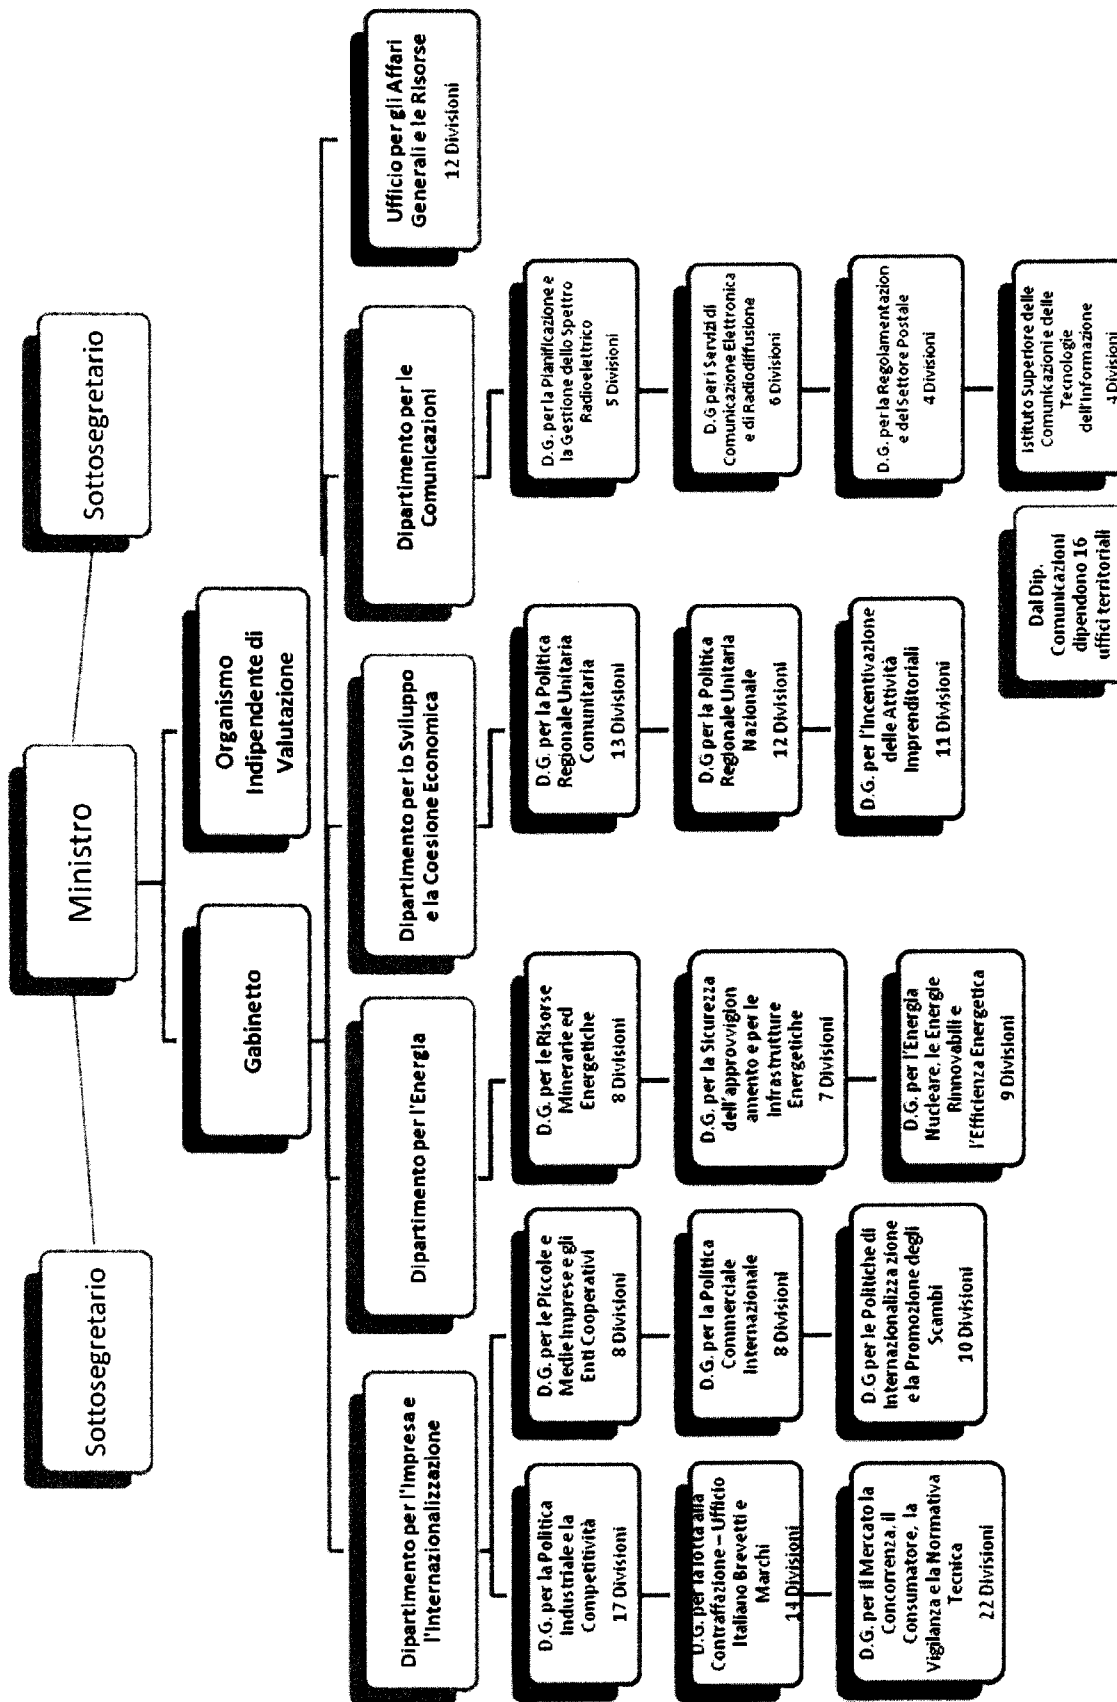 Sottosegretario
Ministro
Sottosegretario
Gabinetto
Organismo
Indipendente di
Valutazione
Dipartimento per l'Impresa e
l'Internazionalizzazione
Dipartimento per l'Energia
Dipartimento per lo Sviluppo
e la Coesione Economica
Dipartimento per le
Comunicazioni
Ufficio per gli Affari
Generali e le Risorse
12 Divisioni
D.G. per la Politica
Industriale e la
Competitività
17 Divisioni
D.G. per la lotta alla
Contraffazione – Ufficio
Italiano Brevetti e
Marchi
14 Divisioni
D.G. per il Mercato la
Concorrenza, il
Consumatore, la
Vigilanza e la Normativa
Tecnica
22 Divisioni
D.G. per le Piccole e
Medie Imprese e gli
Enti Cooperativi
8 Divisioni
D.G. per la Politica
Commerciale
Internazionale
8 Divisioni
D.G per le Politiche di
Internazionalizza zione
e la Promozione degli
Scambi
10 Divisioni
D.G. per le Risorse
Minerarie ed
Energetiche
8 Divisioni
D.G. per la Sicurezza
dell'approvvigion
amento e per le
Infrastrutture
Energetiche
7 Divisioni
D.G. per l'Energia
Nucleare, le Energie
Rinnovabili e
l'Efficienza Energetica
9 Divisioni
D.G. per la Politica
Regionale Unitaria
Comunitaria
13 Divisioni
D.G per la Politica
Regionale Unitaria
Nazionale
12 Divisioni
D.G. per l'Incentivazione
delle Attività
Imprenditoriali
11 Divisioni
D.G. per la Pianificazione e
la Gestione dello Spettro
Radioelettrico
5 Divisioni
D.G per i Servizi di
Comunicazione Elettronica
e di Radiodiffusione
6 Divisioni
D.G. per la Regolamentazion
e del Settore Postale
4 Divisioni
Istituto Superiore delle
Comunicazioni e delle
Tecnologie
dell'Informazione
4 Divisioni
Dal Dip.
Comunicazioni
dipendono 16
uffici territoriali